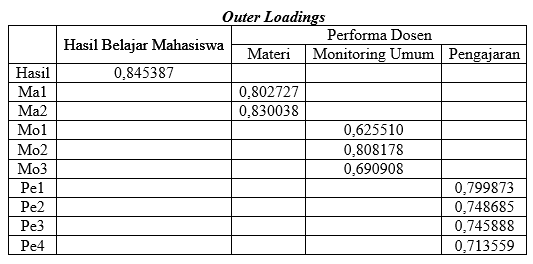 Outer Loadings
Hasil Belajar Mahasiswa Performa Dosen
Materi Monitoring Umum Pengajaran
Hasil 0,845387
Ma1 0,802727
Ma2 0,830038
Mo1 0,625510
Mo2 0,808178
Mo3 0,690908
Pe1 0,799873
Pe2 0,748685
Pe3 0,745888
Pe4 0,713559